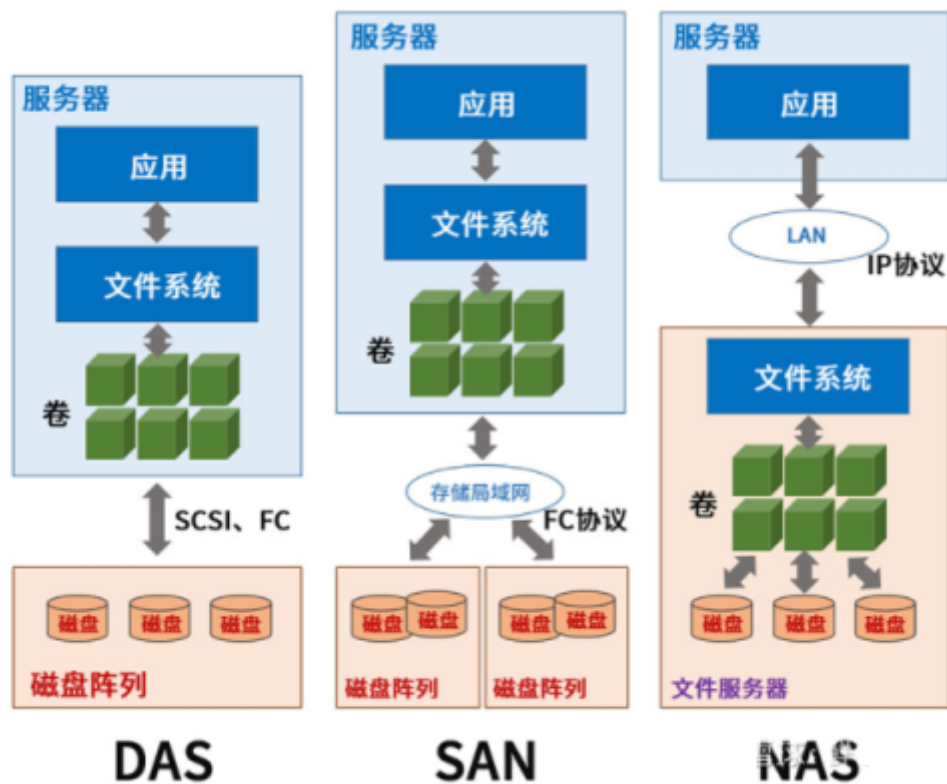 服务器
应用
文件系统
卷
SCSI、FC
磁盘
磁盘
磁盘
磁盘阵列
DAS
服务器
应用
文件系统
卷
存储局域网
FC协议
磁盘
磁盘
磁盘
磁盘
磁盘阵列
磁盘阵列
SAN
服务器
应用
LAN
IP协议
文件系统
卷
磁盘
磁盘
磁盘
文件服务器
NAS